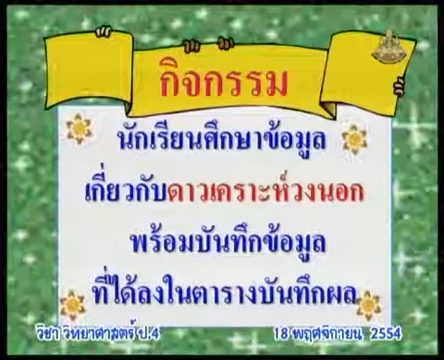 กิจกรรม
นักเรียนศึกษาข้อมูล
เกี่ยวกับดาวเคราะห์วงนอก
พร้อมบันทึกข้อมูล
ที่ได้ลงในตารางบันทึกผล
วิชา วิทยาศาสตร์ ป.4
18 พฤศจิกายน 2554